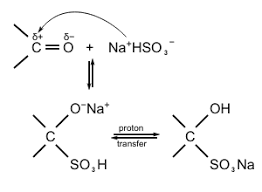 δ+ δ−
C=O + Na⁺HSO₃⁻
O⁻Na⁺ OH
C proton C
transfer
SO₃H SO₃Na